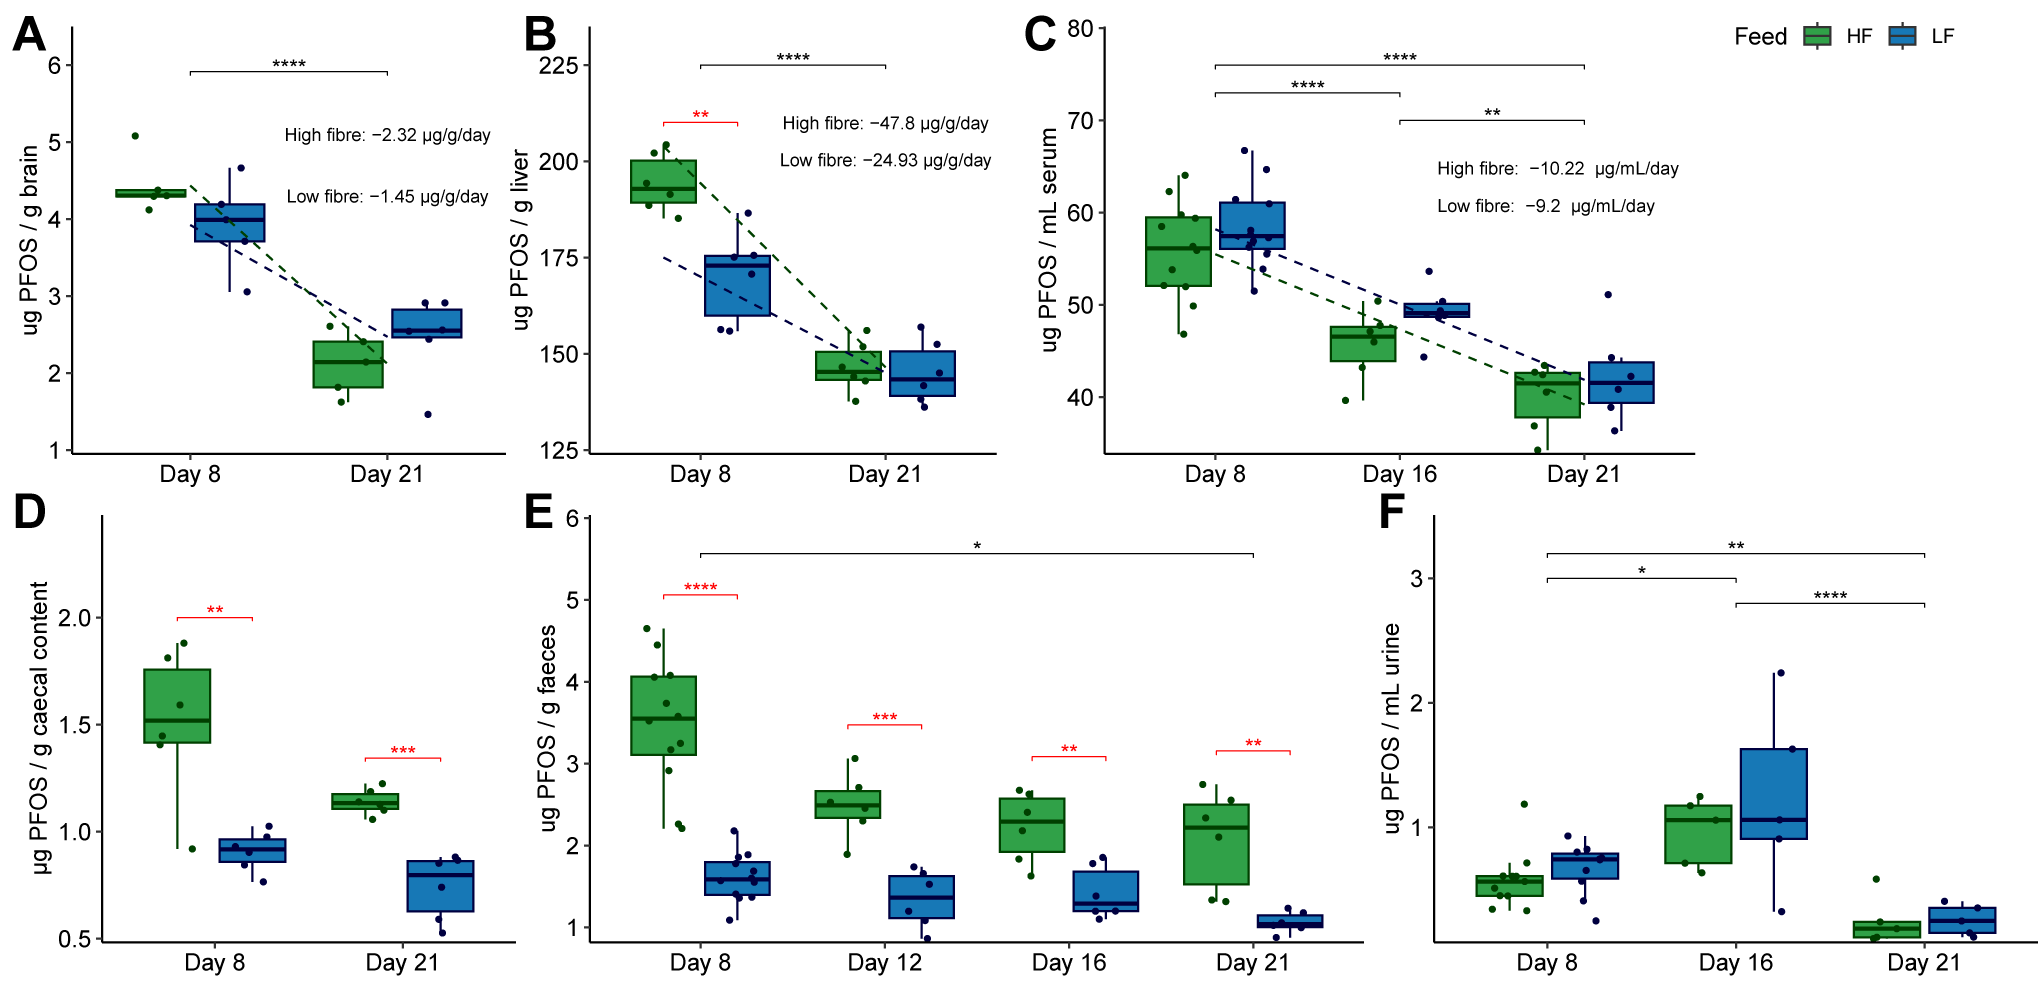 A
6
5
4
3
2
1
ug PFOS / g brain
****
High fibre: −2.32 µg/g/day
Low fibre: −1.45 µg/g/day
Day 8
Day 21
B
225
200
175
150
125
ug PFOS / g liver
****
**
High fibre: −47.8 µg/g/day
Low fibre: −24.93 µg/g/day
Day 8
Day 21
C
80
70
60
50
40
ug PFOS / mL serum
****
****
**
High fibre: −10.22 µg/mL/day
Low fibre: −9.2 µg/mL/day
Day 8
Day 16
Day 21
Feed HF LF
D
2.0
1.5
1.0
0.5
µg PFOS / g caecal content
**
***
Day 8
Day 21
E
6
5
4
3
2
1
ug PFOS / g faeces
*
****
***
**
**
Day 8
Day 12
Day 16
Day 21
F
3
2
1
ug PFOS / mL urine
**
*
****
Day 8
Day 16
Day 21